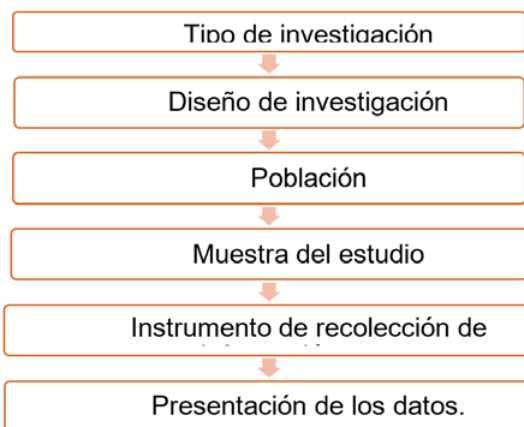 Tipo de investigación
Diseño de investigación
Población
Muestra del estudio
Instrumento de recolección de
Presentación de los datos.